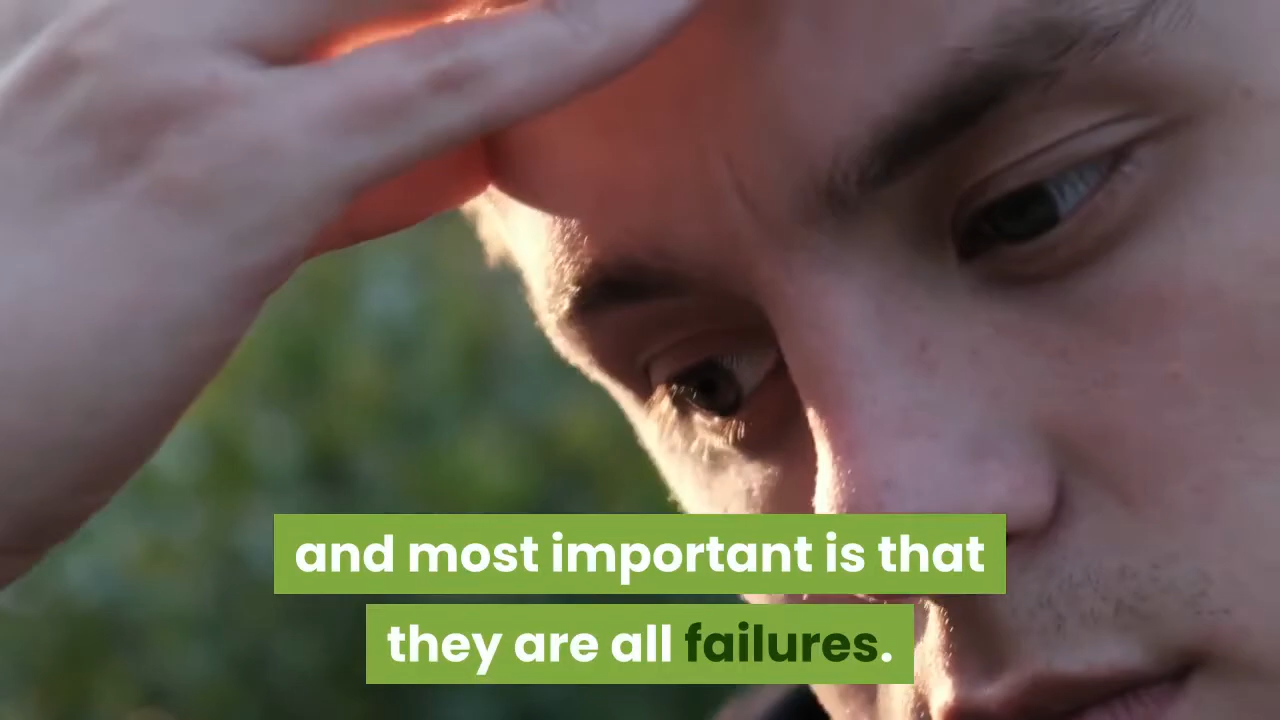 and most important is that
they are all failures.